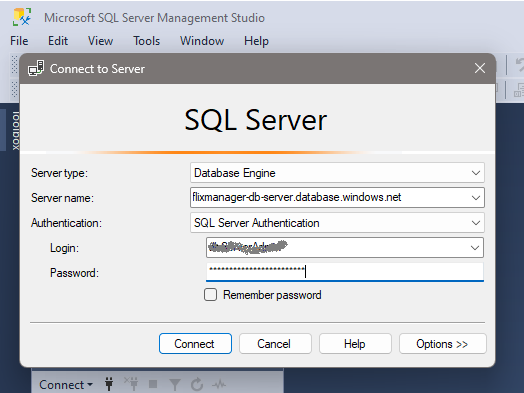 Microsoft SQL Server Management Studio
File Edit View Tools Window Help
Connect to Server
Toolbox
SQL Server
Server type: Database Engine
Server name: flixmanager-db-server.database.windows.net
Authentication: SQL Server Authentication
Login:
Password: ************************
Remember password
Connect Cancel Help Options >>
Connect